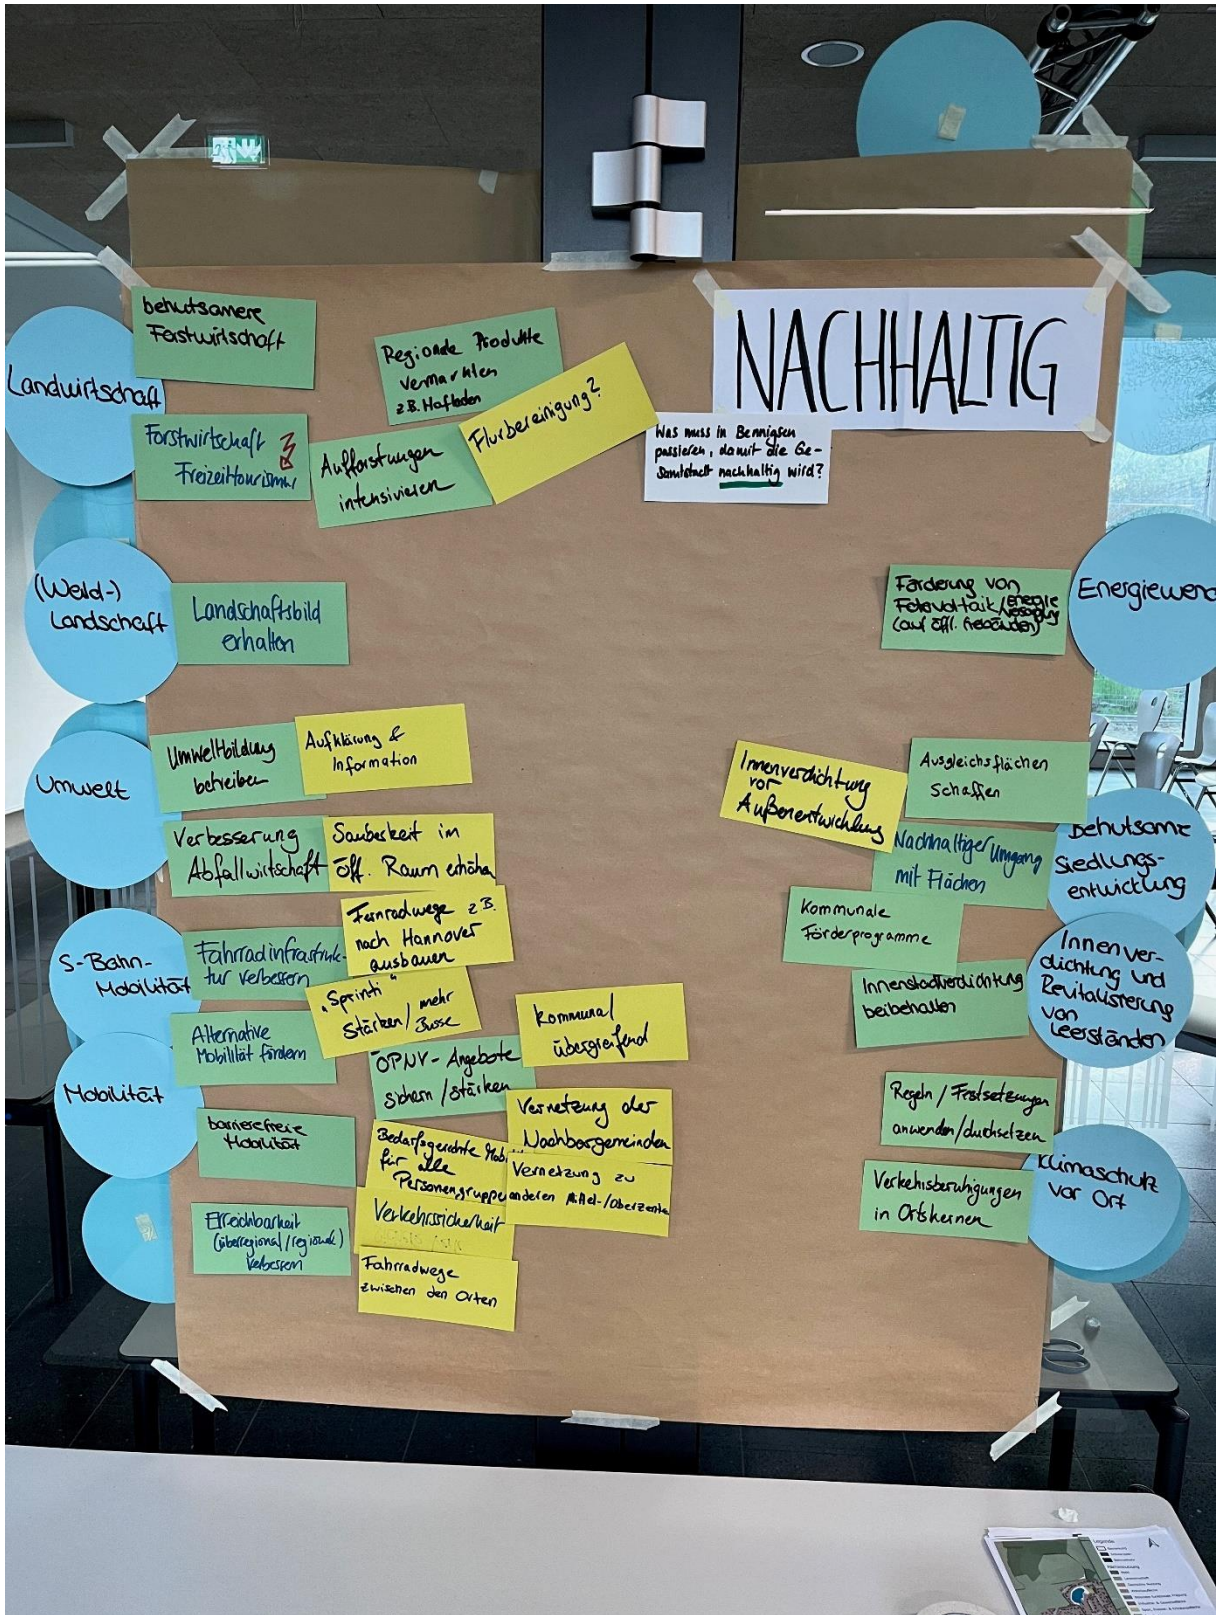 NACHHALTIG
Was muss in Bennigsen
passieren, damit die Ge-
samtstadt nachhaltig wird?
Landwirtschaft
behutsamere
Forstwirtschaft
Regionale Produkte
vermarkten
z.B. Hofladen
Flurbereinigung?
Forstwirtschaft
Freizeittourismus
Aufforstungen
intensivieren
(Wald-)
Landschaft
Landschaftsbild
erhalten
Umwelt
Umweltbildung
betreiben
Aufklärung &
Information
Verbesserung
Abfallwirtschaft
Sauberkeit im
öff. Raum erhöhen
S-Bahn-
Mobilität
Fahrradinfrastruk-
tur verbessern
Fernradwege z.B.
nach Hannover
ausbauen
Alternative
Mobilität fördern
"Sprinti"
Stärken/mehr
Busse
ÖPNV-Angebote
sichern/stärken
kommunal
übergreifend
Mobilität
barrierefreie
Mobilität
Bedarfsgerechte
für alle
Personengruppen
Vernetzung der
Nachbargemeinden
Vernetzung zu
anderen Mittel-/Oberzentren
Verkehrssicherheit
Erreichbarkeit
(überregional/regional)
verbessern
Fahrradwege
zwischen den Orten
Energiewend
Förderung von
Fotovoltaik/Energie
(auf öffl. Gebäuden)
Innenverdichtung
vor
Außenentwicklung
Ausgleichsflächen
schaffen
Behutsame
Siedlungs-
entwicklung
Nachhaltiger Umgang
mit Flächen
Kommunale
Förderprogramme
Innenver-
dichtung und
Revitalisierung
von
Leerständen
Innenstadtverdichtung
beibehalten
Regeln/Festsetzungen
anwenden/durchsetzen
Klimaschutz
vor Ort
Verkehrsberuhigungen
in Ortskernen
Legende